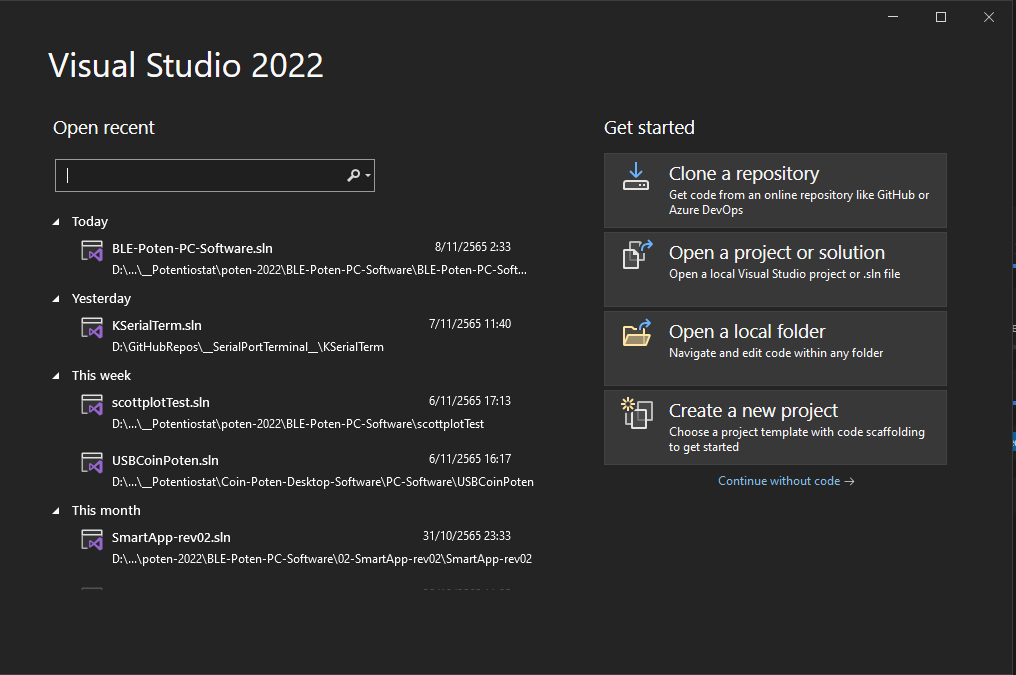 Visual Studio 2022
Open recent
Today
BLE-Poten-PC-Software.sln 8/11/2565 2:33
D:\...\__Potentiostat\poten-2022\BLE-Poten-PC-Software\BLE-Poten-PC-Soft...
Yesterday
KSerialTerm.sln 7/11/2565 11:40
D:\GitHubRepos\__SerialPortTerminal__\KSerialTerm
This week
scottplotTest.sln 6/11/2565 17:13
D:\...\__Potentiostat\poten-2022\BLE-Poten-PC-Software\scottplotTest
USBCoinPoten.sln 6/11/2565 16:17
D:\...\__Potentiostat\Coin-Poten-Desktop-Software\PC-Software\USBCoinPoten
This month
SmartApp-rev02.sln 31/10/2565 23:33
D:\...\poten-2022\BLE-Poten-PC-Software\02-SmartApp-rev02\SmartApp-rev02
Get started
Clone a repository
Get code from an online repository like GitHub or
Azure DevOps
Open a project or solution
Open a local Visual Studio project or .sln file
Open a local folder
Navigate and edit code within any folder
Create a new project
Choose a project template with code scaffolding
to get started
Continue without code →